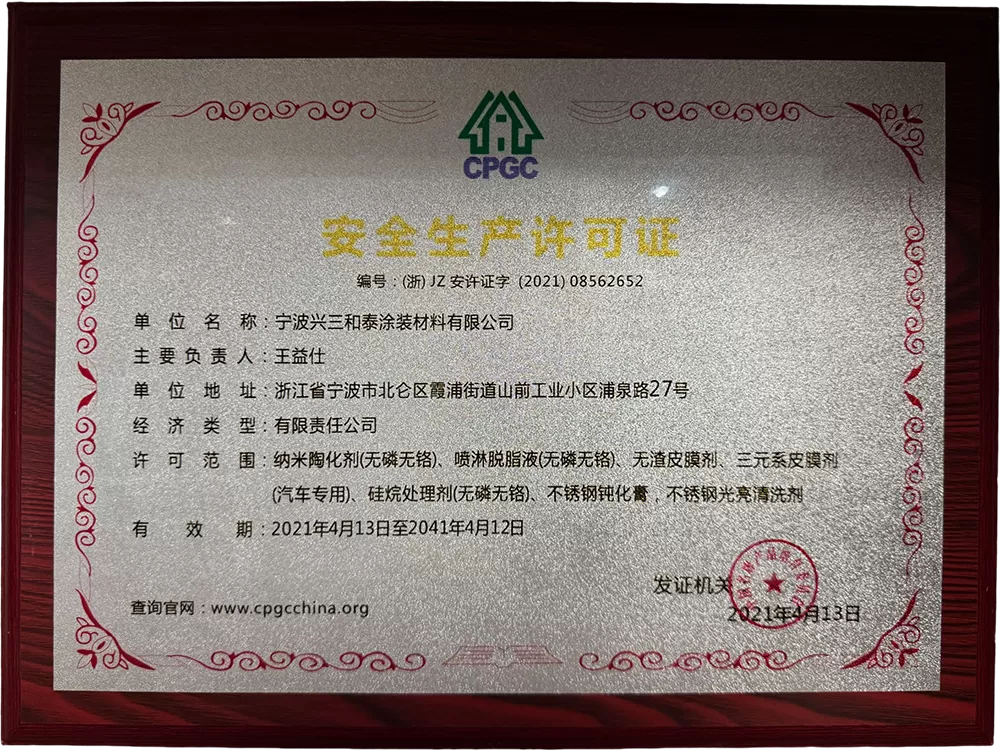 CPGC
安全生产许可证
编号：(浙) JZ 安许证字 (2021) 08562652
单位名称：宁波兴三和泰涂装材料有限公司
主要负责人：王益仕
单位地址：浙江省宁波市北仑区霞浦街道山前工业小区浦泉路27号
经济类型：有限责任公司
许可范围：纳米陶化剂(无磷无铬)、喷淋脱脂液(无磷无铬)、无渣皮膜剂、三元系皮膜剂
(汽车专用)、硅烷处理剂(无磷无铬)、不锈钢钝化膏，不锈钢光亮清洗剂
有效期：2021年4月13日至2041年4月12日
发证机关
查询官网：www.cpgcchina.org
2021年4月13日